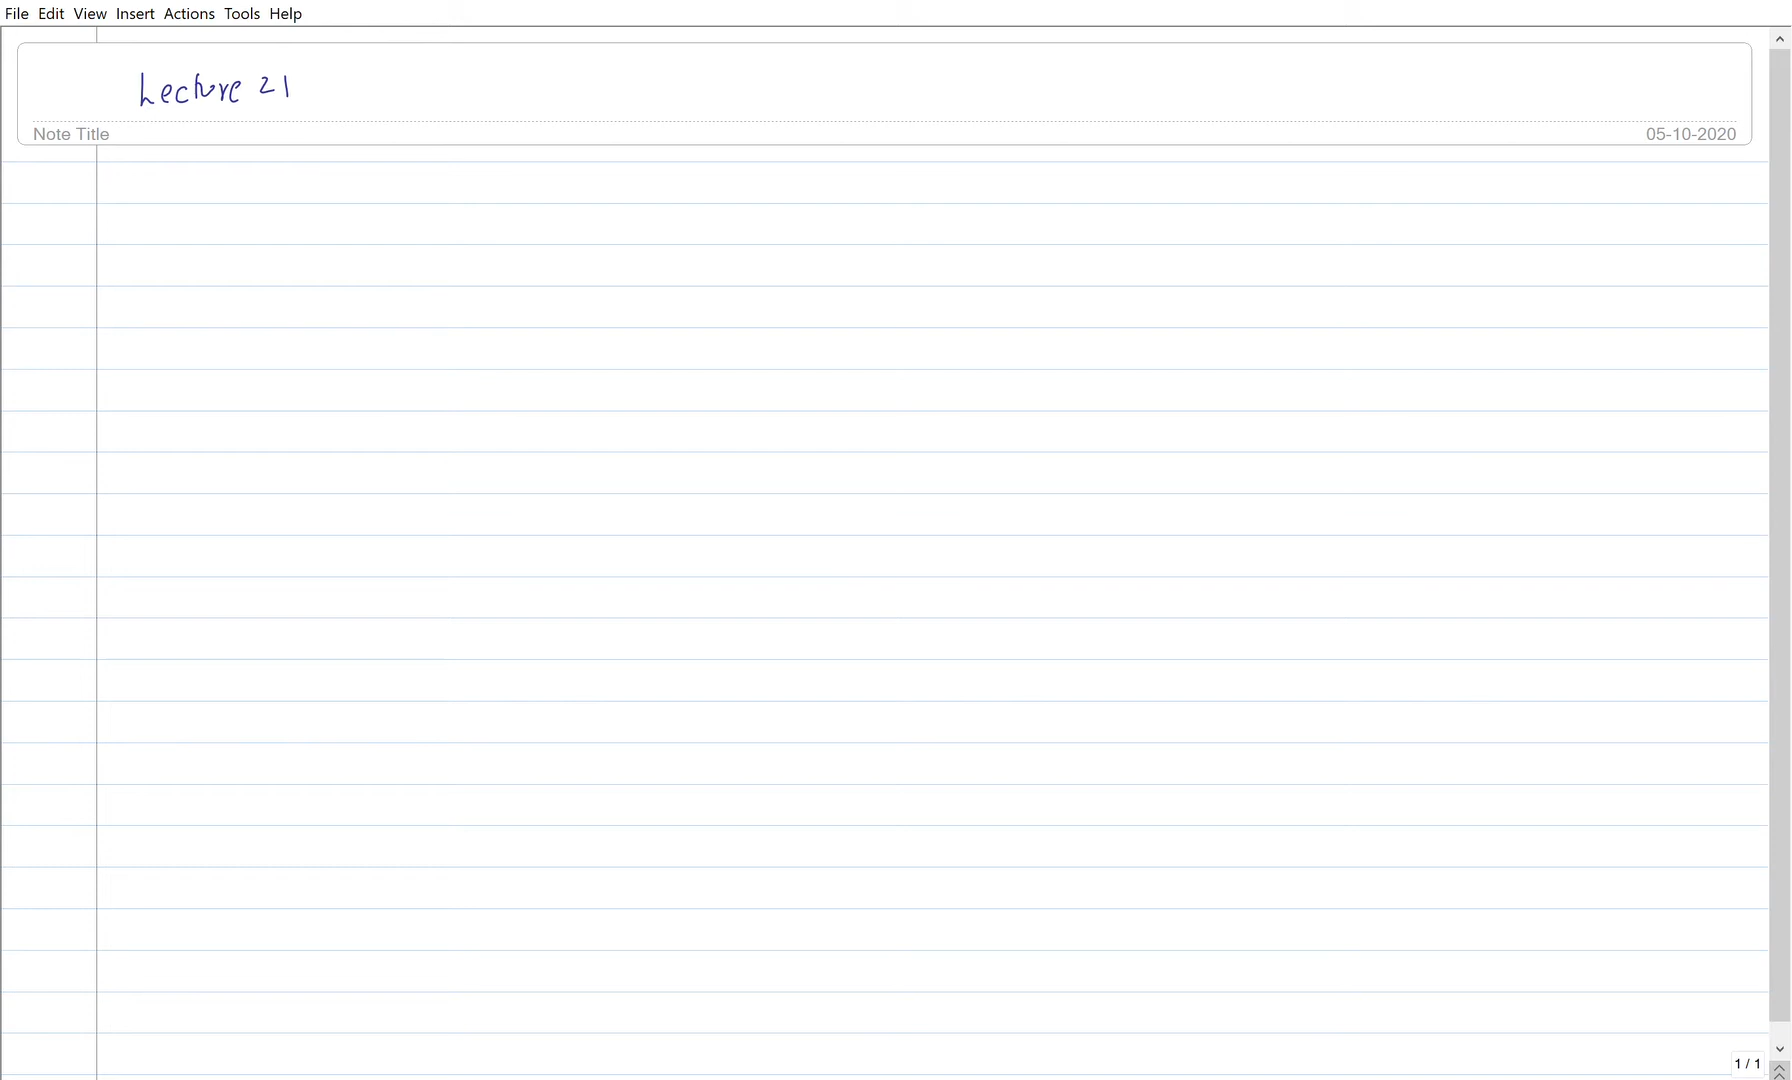 File Edit View Insert Actions Tools Help
Lecture 21
Note Title 05-10-2020
1 / 1